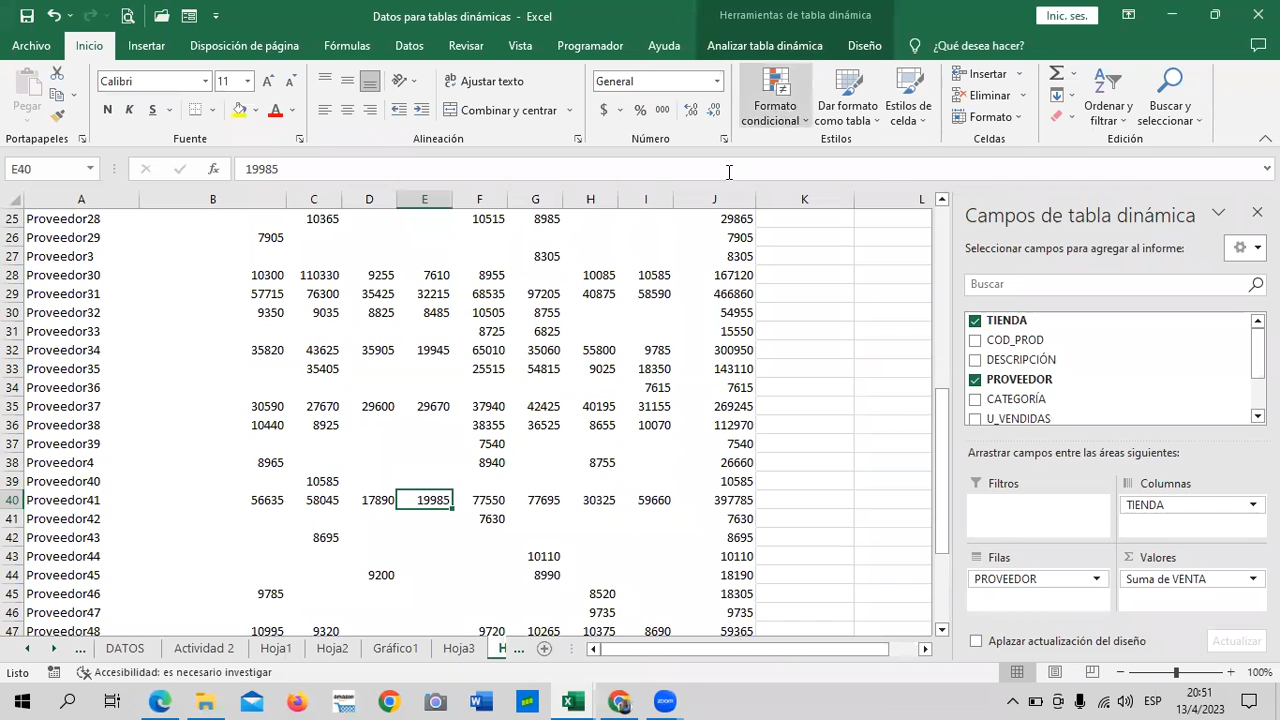 Datos para tablas dinámicas - Excel
Herramientas de tabla dinámica
Inic. ses.
Archivo Inicio Insertar Disposición de página Fórmulas Datos Revisar Vista Programador Ayuda Analizar tabla dinámica Diseño ¿Qué desea hacer?
Pegar
Calibri 11
N K S
Ajustar texto
Combinar y centrar
General
$ % 000
Formato condicional
Dar formato como tabla
Estilos de celda
Insertar
Eliminar
Formato
Ordenar y filtrar
Buscar y seleccionar
Portapapeles Fuente Alineación Número Estilos Celdas Edición
E40 fx 19985
A B C D E F G H I J K L
25 Proveedor28 10365 10515 8985 29865
26 Proveedor29 7905 7905
27 Proveedor3 8305 8305
28 Proveedor30 10300 110330 9255 7610 8955 10085 10585 167120
29 Proveedor31 57715 76300 35425 32215 68535 97205 40875 58590 466860
30 Proveedor32 9350 9035 8825 8485 10505 8755 54955
31 Proveedor33 8725 6825 15550
32 Proveedor34 35820 43625 35905 19945 65010 35060 55800 9785 300950
33 Proveedor35 35405 25515 54815 9025 18350 143110
34 Proveedor36 7615 7615
35 Proveedor37 30590 27670 29600 29670 37940 42425 40195 31155 269245
36 Proveedor38 10440 8925 38355 36525 8655 10070 112970
37 Proveedor39 7540 7540
38 Proveedor4 8965 8940 8755 26660
39 Proveedor40 10585 10585
40 Proveedor41 56635 58045 17890 19985 77550 77695 30325 59660 397785
41 Proveedor42 7630 7630
42 Proveedor43 8695 8695
43 Proveedor44 10110 10110
44 Proveedor45 9200 8990 18190
45 Proveedor46 9785 8520 18305
46 Proveedor47 9735 9735
47 Proveedor48 10995 9320 9720 10265 10375 8690 59365
Campos de tabla dinámica
Seleccionar campos para agregar al informe:
Buscar
TIENDA
COD_PROD
DESCRIPCIÓN
PROVEEDOR
CATEGORÍA
U_VENDIDAS
Arrastrar campos entre las áreas siguientes:
Filtros
Columnas
TIENDA
Filas
PROVEEDOR
Σ Valores
Suma de VENTA
Aplazar actualización del diseño
Actualizar
... DATOS Actividad 2 Hoja1 Hoja2 Gráfico1 Hoja3 H ...
Listo
Accesibilidad: es necesario investigar
100%
ESP
20:51
13/4/2023